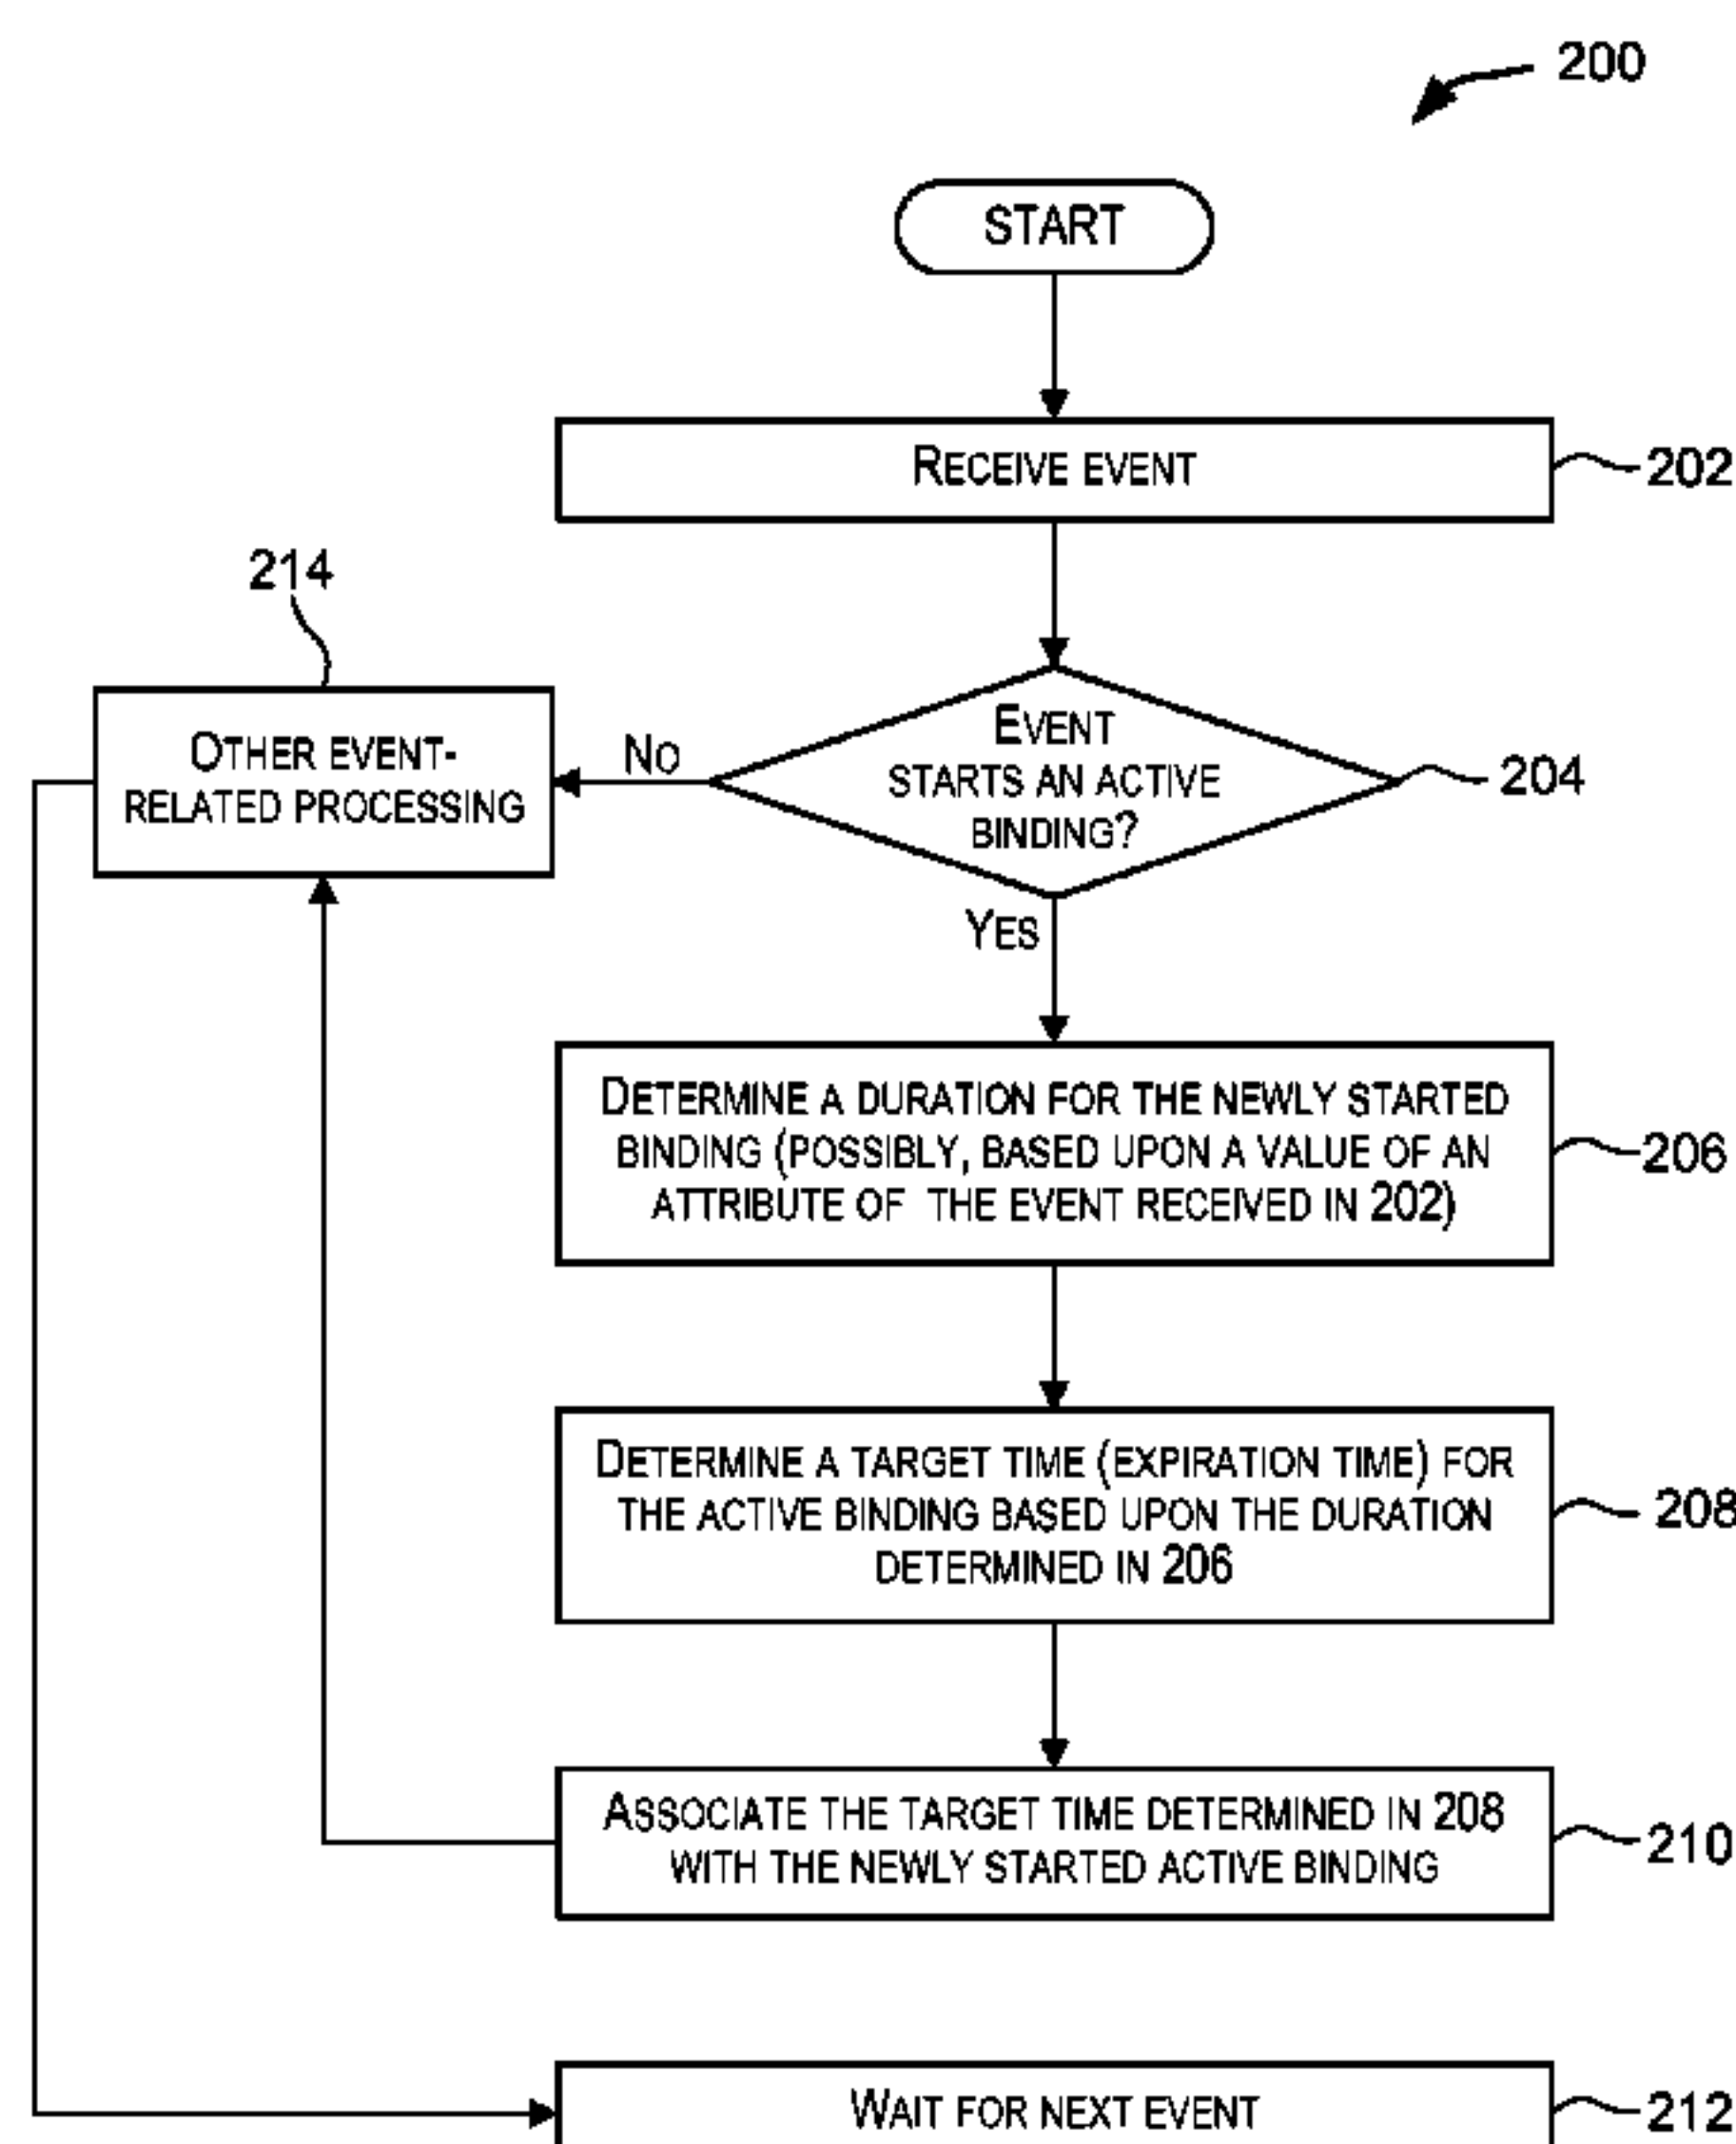 200
START
RECEIVE EVENT
202
214
OTHER EVENT-
RELATED PROCESSING
NO
EVENT
STARTS AN ACTIVE
BINDING?
204
YES
DETERMINE A DURATION FOR THE NEWLY STARTED
BINDING (POSSIBLY, BASED UPON A VALUE OF AN
ATTRIBUTE OF THE EVENT RECEIVED IN 202)
206
DETERMINE A TARGET TIME (EXPIRATION TIME) FOR
THE ACTIVE BINDING BASED UPON THE DURATION
DETERMINED IN 206
208
ASSOCIATE THE TARGET TIME DETERMINED IN 208
WITH THE NEWLY STARTED ACTIVE BINDING
210
WAIT FOR NEXT EVENT
212